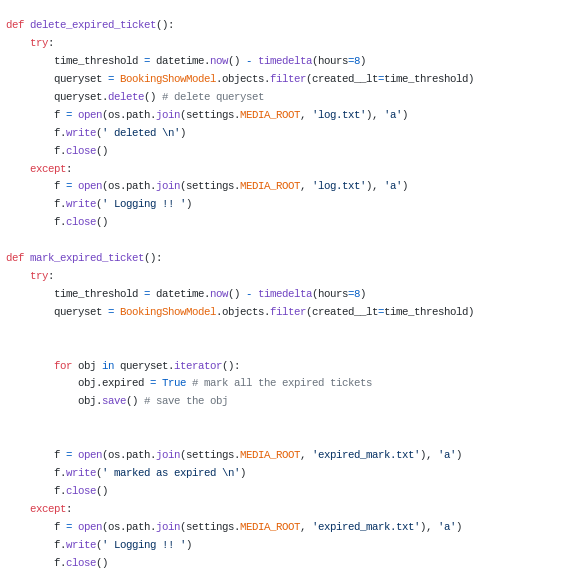 def delete_expired_ticket():
    try:
        time_threshold = datetime.now() - timedelta(hours=8)
        queryset = BookingShowModel.objects.filter(created__lt=time_threshold)
        queryset.delete() # delete queryset
        f = open(os.path.join(settings.MEDIA_ROOT, 'log.txt'), 'a')
        f.write(' deleted \n')
        f.close()
    except:
        f = open(os.path.join(settings.MEDIA_ROOT, 'log.txt'), 'a')
        f.write(' Logging !! ')
        f.close()
def mark_expired_ticket():
    try:
        time_threshold = datetime.now() - timedelta(hours=8)
        queryset = BookingShowModel.objects.filter(created__lt=time_threshold)
        for obj in queryset.iterator():
            obj.expired = True # mark all the expired tickets
            obj.save() # save the obj
        f = open(os.path.join(settings.MEDIA_ROOT, 'expired_mark.txt'), 'a')
        f.write(' marked as expired \n')
        f.close()
    except:
        f = open(os.path.join(settings.MEDIA_ROOT, 'expired_mark.txt'), 'a')
        f.write(' Logging !! ')
        f.close()